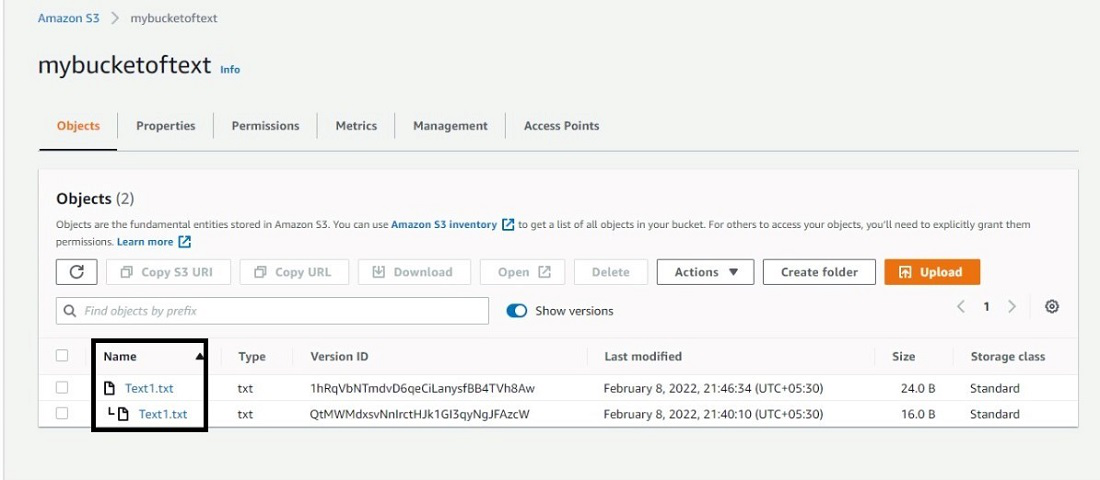 Amazon S3 > mybucketoftext
mybucketoftext Info
Objects Properties Permissions Metrics Management Access Points
Objects (2)
Objects are the fundamental entities stored in Amazon S3. You can use Amazon S3 inventory to get a list of all objects in your bucket. For others to access your objects, you'll need to explicitly grant them
permissions. Learn more
Copy S3 URI Copy URL Download Open Delete Actions Create folder Upload
Find objects by prefix Show versions 1
Name Type Version ID Last modified Size Storage class
Text1.txt txt 1hRqVbNTmdvD6qeCiLanysfBB4TVh8Aw February 8, 2022, 21:46:34 (UTC+05:30) 24.0 B Standard
Text1.txt txt QtMWMdxsvNnIrctHJk1GI3qyNgJFAzcW February 8, 2022, 21:40:10 (UTC+05:30) 16.0 B Standard